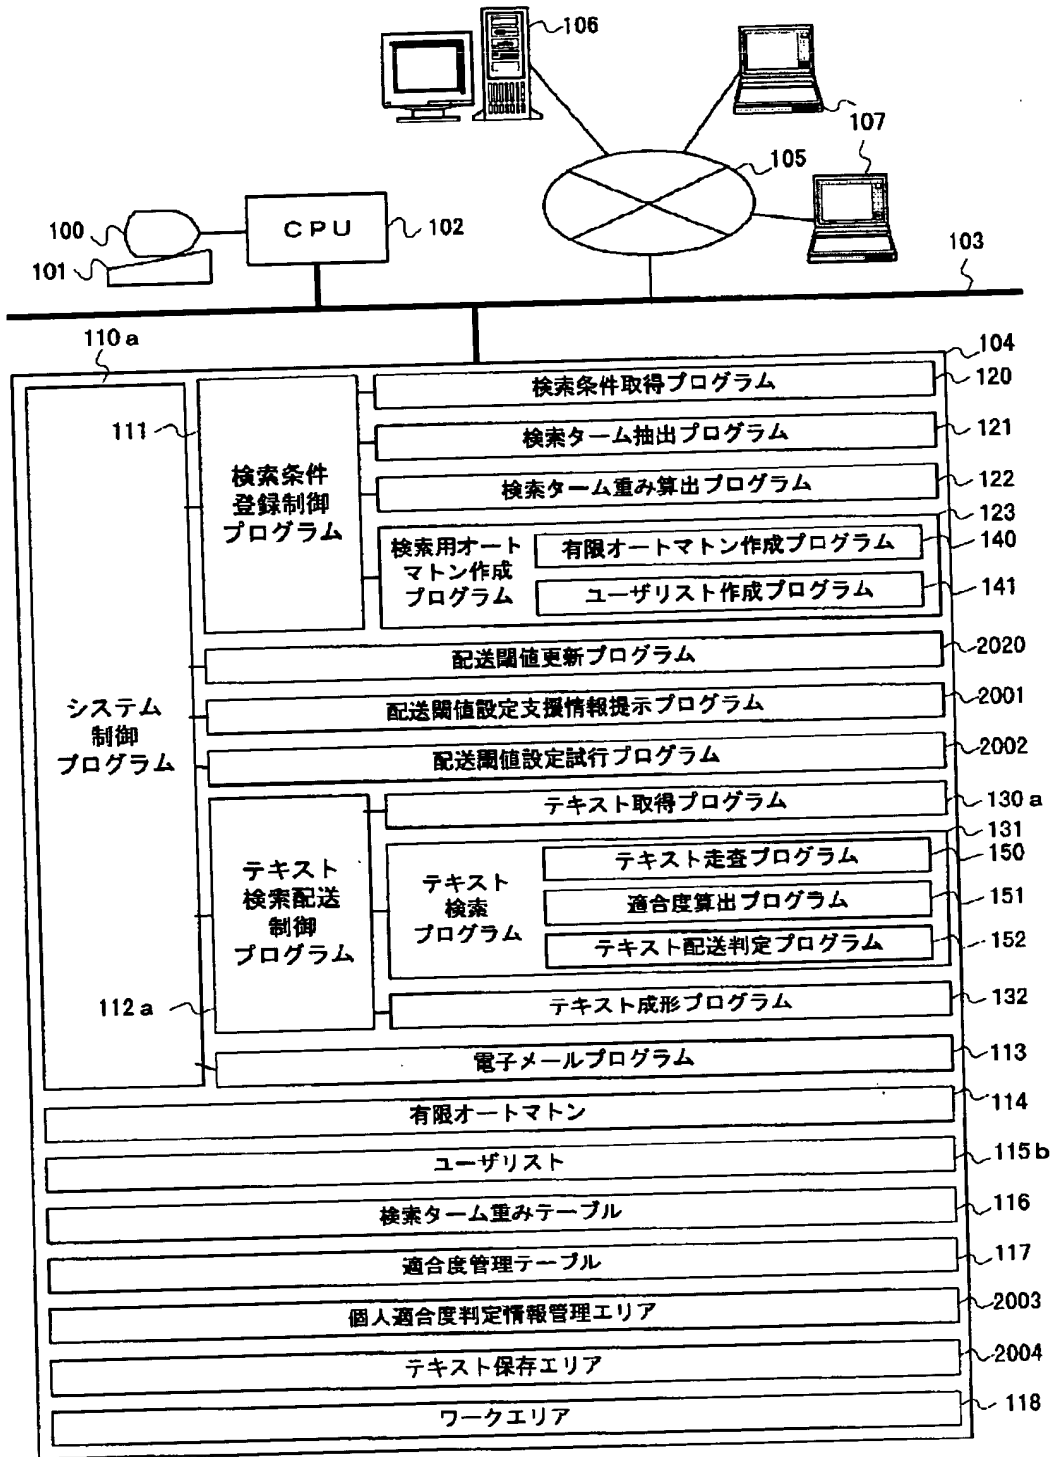 106
107
105
100
101
CPU
102
103
110a
104
111
検索条件
登録制御
プログラム
検索条件取得プログラム
120
検索ターム抽出プログラム
121
検索ターム重み算出プログラム
122
123
検索用オート
マトン作成
プログラム
有限オートマトン作成プログラム
140
ユーザリスト作成プログラム
141
システム
制御
プログラム
配送閾値更新プログラム
2020
配送閾値設定支援情報提示プログラム
2001
配送閾値設定試行プログラム
2002
テキスト
検索配送
制御
プログラム
112a
テキスト取得プログラム
130a
131
テキスト
検索
プログラム
テキスト走査プログラム
150
適合度算出プログラム
151
テキスト配送判定プログラム
152
テキスト成形プログラム
132
電子メールプログラム
113
有限オートマトン
114
ユーザリスト
115b
検索ターム重みテーブル
116
適合度管理テーブル
117
個人適合度判定情報管理エリア
2003
テキスト保存エリア
2004
ワークエリア
118